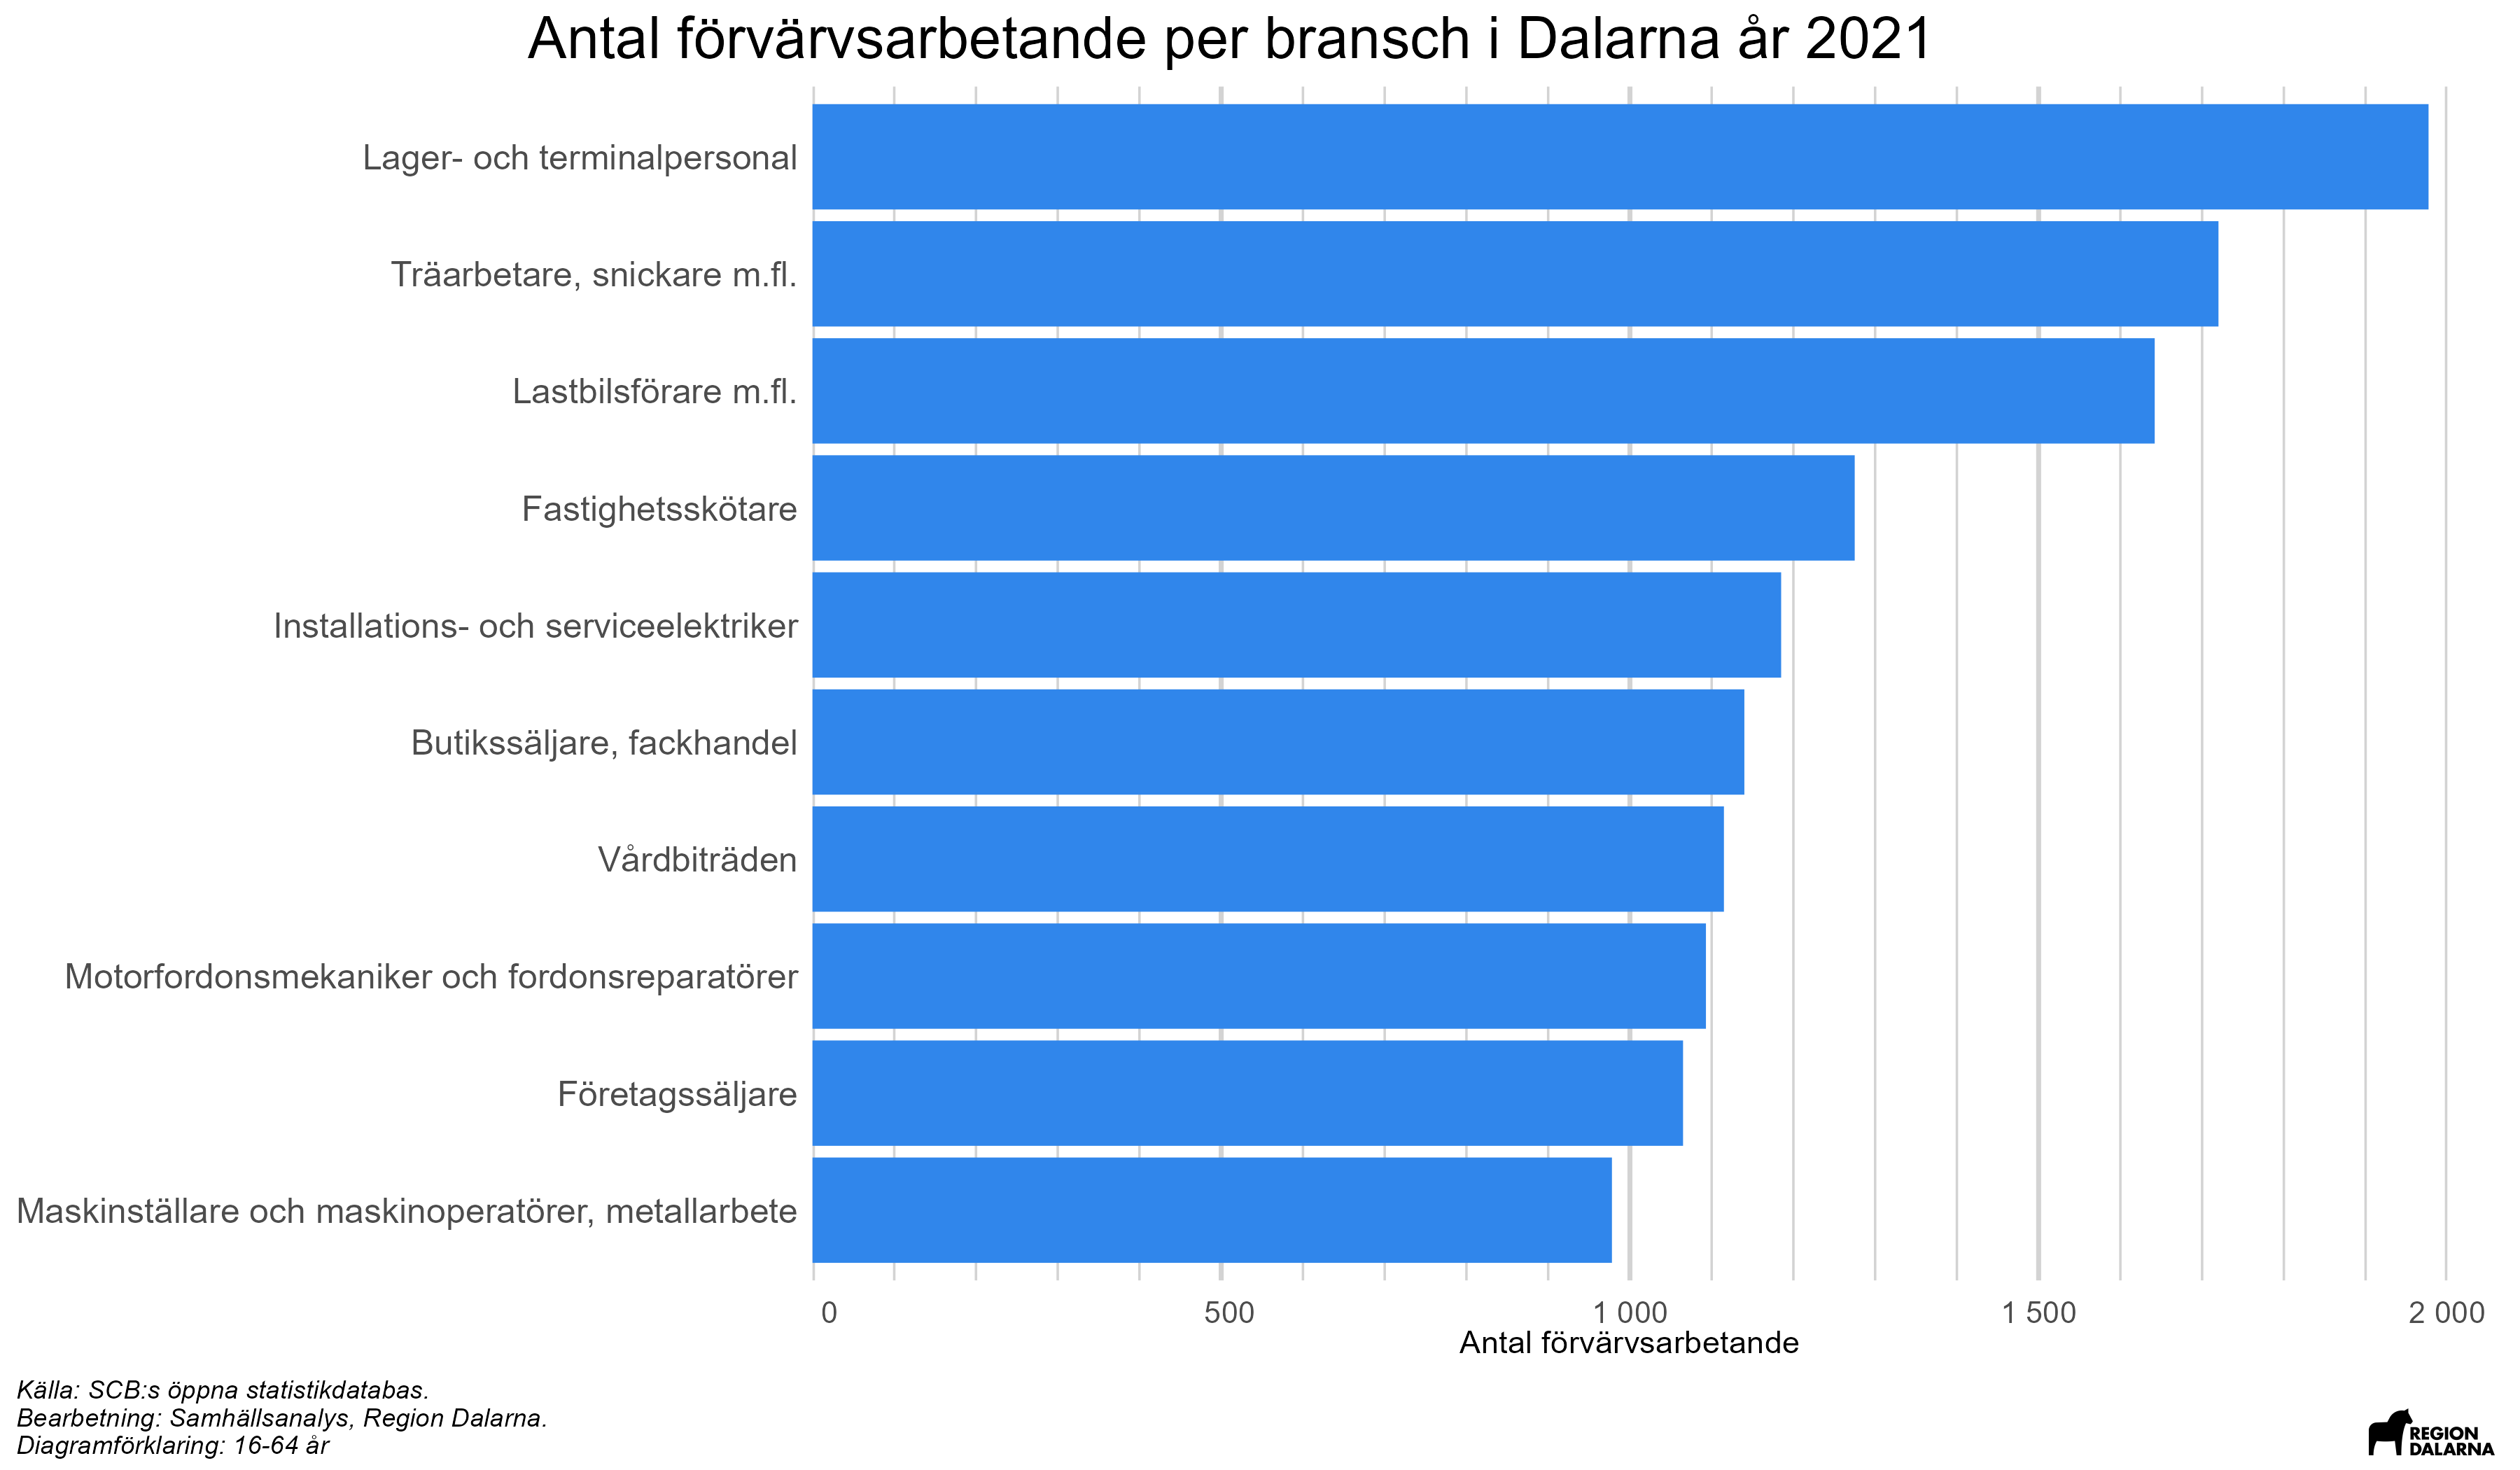 Antal förvärvsarbetande per bransch i Dalarna år 2021
Lager- och terminalpersonal
Träarbetare, snickare m.fl.
Lastbilsförare m.fl.
Fastighetsskötare
Installations- och serviceelektriker
Butikssäljare, fackhandel
Vårdbiträden
Motorfordonsmekaniker och fordonsreparatörer
Företagssäljare
Maskinställare och maskinoperatörer, metallarbete
0 500 1 000 1 500 2 000
Antal förvärvsarbetande
Källa: SCB:s öppna statistikdatabas.
Bearbetning: Samhällsanalys, Region Dalarna.
Diagramförklaring: 16-64 år
REGION
DALARNA